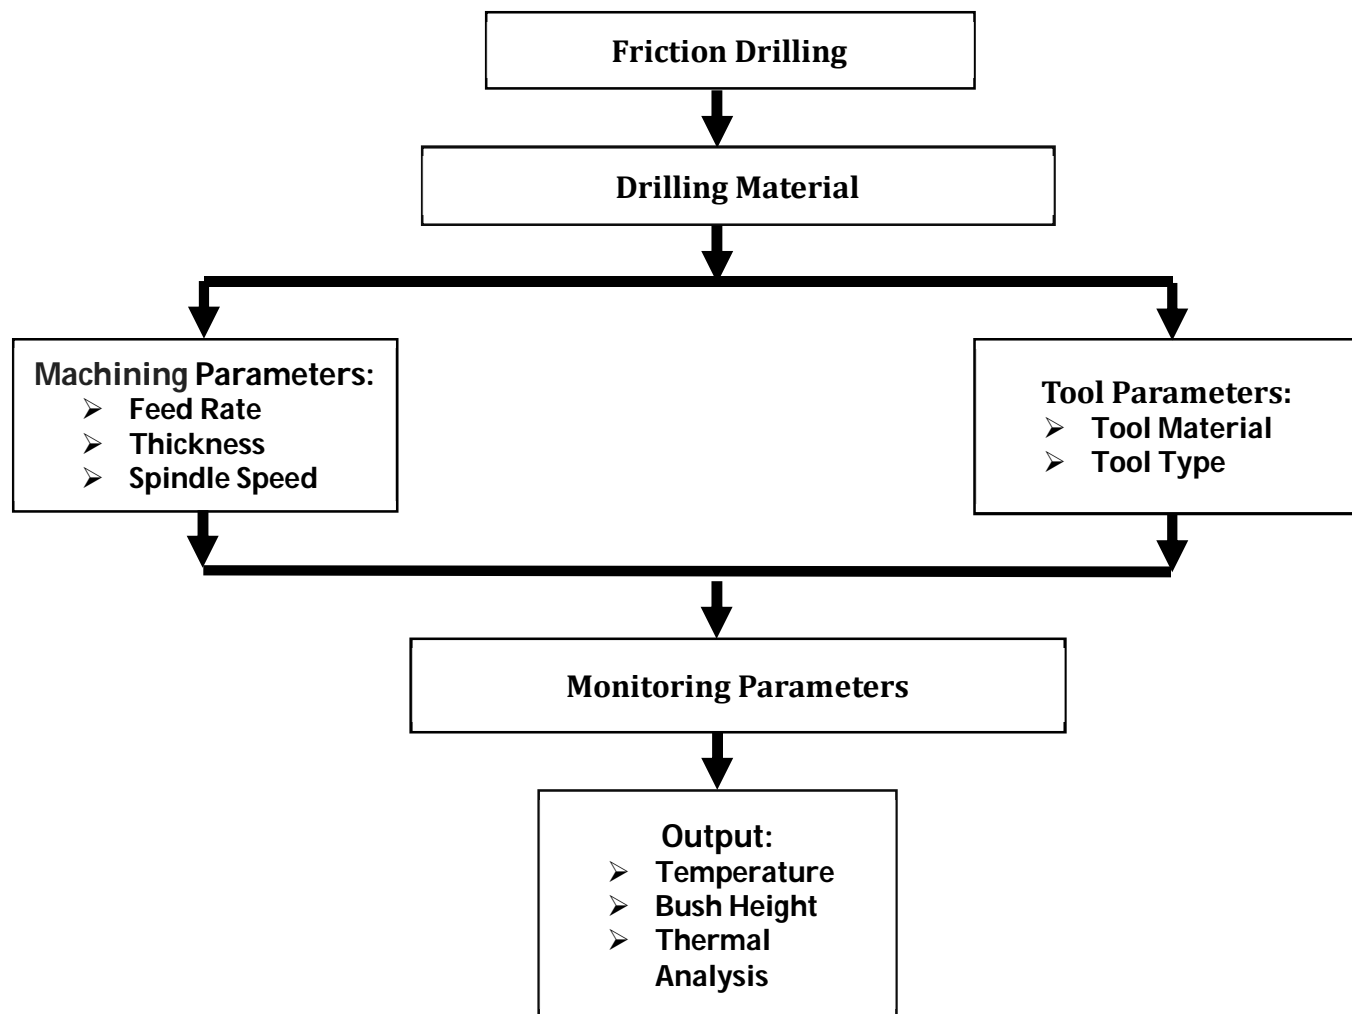 Friction Drilling
Drilling Material
Machining Parameters:
➢ Feed Rate
➢ Thickness
➢ Spindle Speed
Tool Parameters:
➢ Tool Material
➢ Tool Type
Monitoring Parameters
Output:
➢ Temperature
➢ Bush Height
➢ Thermal
Analysis